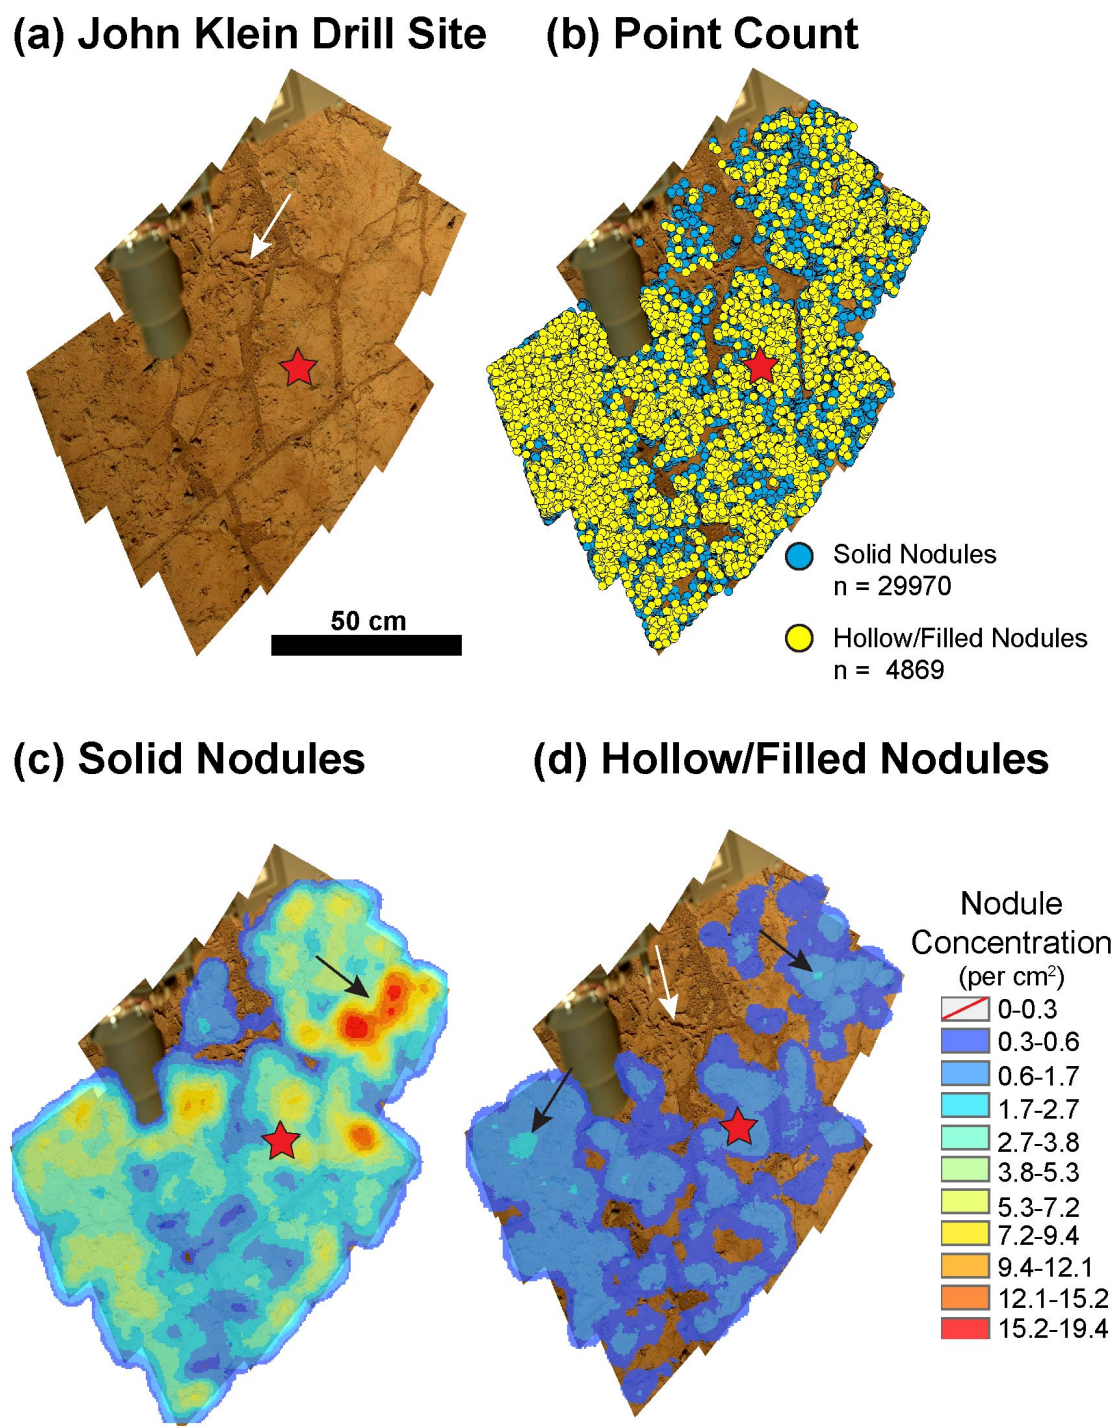 (a) John Klein Drill Site
(b) Point Count
50 cm
Solid Nodules
n = 29970
Hollow/Filled Nodules
n =  4869
(c) Solid Nodules
(d) Hollow/Filled Nodules
Nodule
Concentration
(per cm²)
0-0.3
0.3-0.6
0.6-1.7
1.7-2.7
2.7-3.8
3.8-5.3
5.3-7.2
7.2-9.4
9.4-12.1
12.1-15.2
15.2-19.4